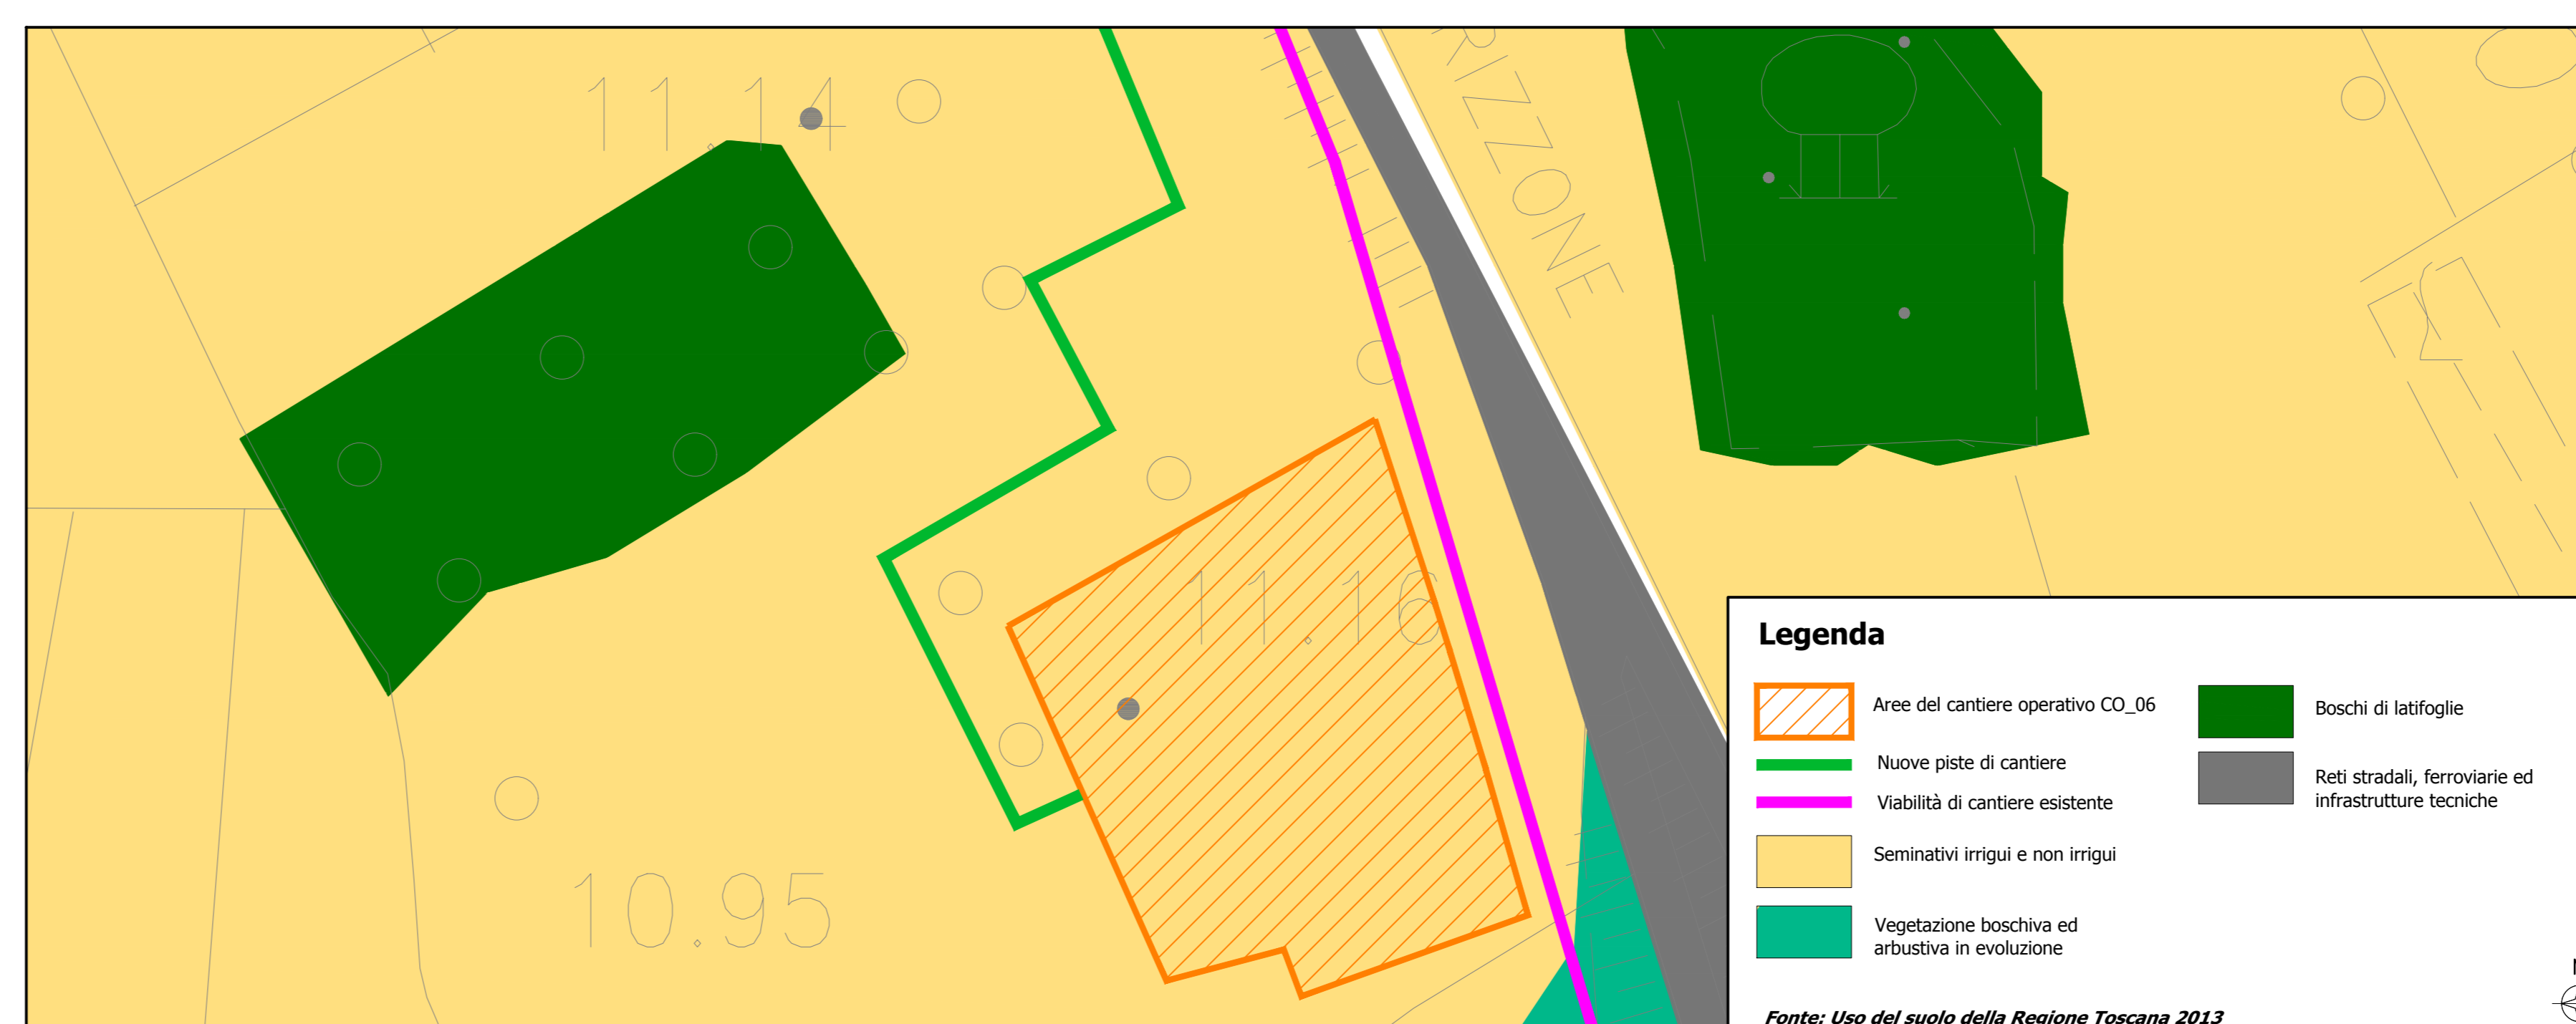 11.14
RIZZONE
11.16
10.95
Legenda
Aree del cantiere operativo CO_06
Nuove piste di cantiere
Viabilità di cantiere esistente
Seminativi irrigui e non irrigui
Vegetazione boschiva ed
arbustiva in evoluzione
Boschi di latifoglie
Reti stradali, ferroviarie ed
infrastrutture tecniche
Fonte: Uso del suolo della Regione Toscana 2013